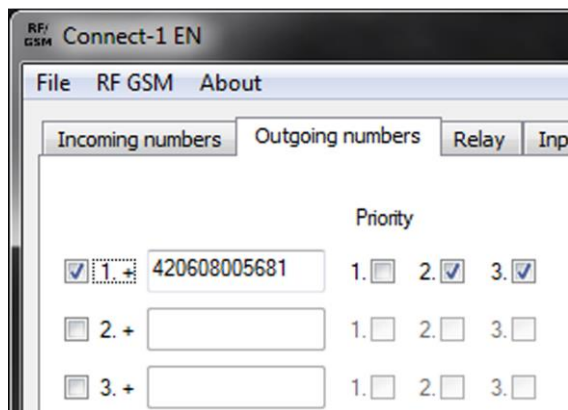 RF/ GSM Connect-1 EN
File RF GSM About
Incoming numbers Outgoing numbers Relay Inp
Priority
1. + 420608005681 1. 2. 3.
2. + 1. 2. 3.
3. + 1. 2. 3.